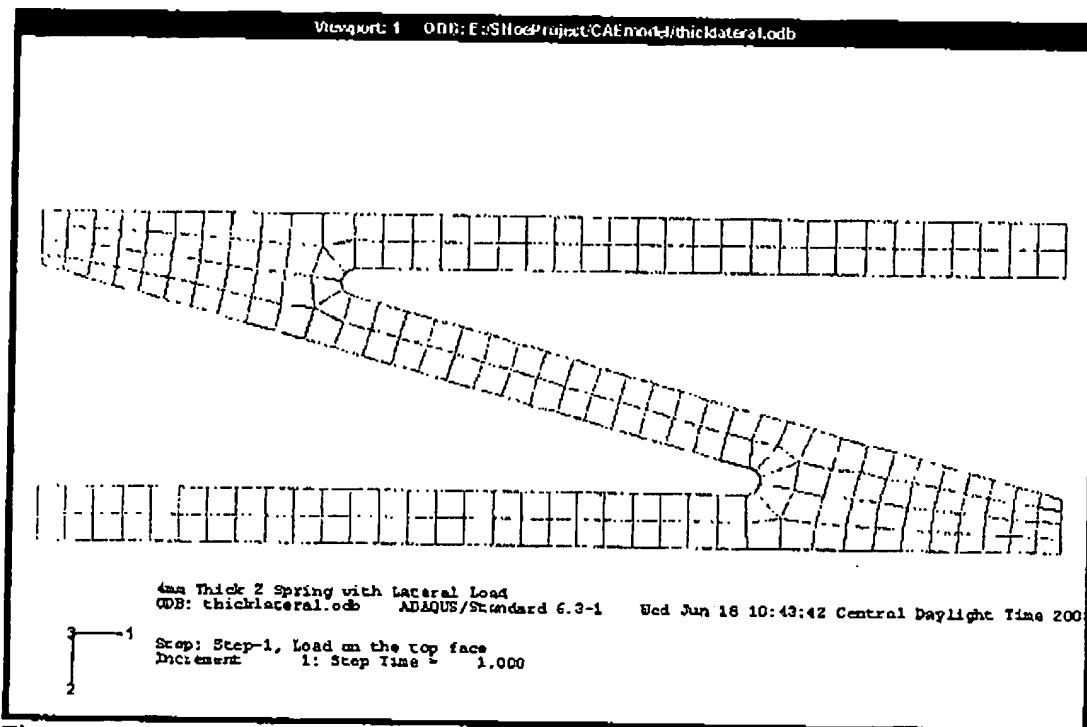 Viewport: 1 ODB: E:/SHoeProject/CAEmodel/thicklateral.odb
4mm Thick Z Spring with Lateral Load
ODB: thicklateral.odb ABAQUS/Standard 6.3-1 Wed Jun 18 10:43:42 Central Daylight Time 200
3
1
Step: Step-1, Load on the top face
Increment 1: Step Time = 1.000
2